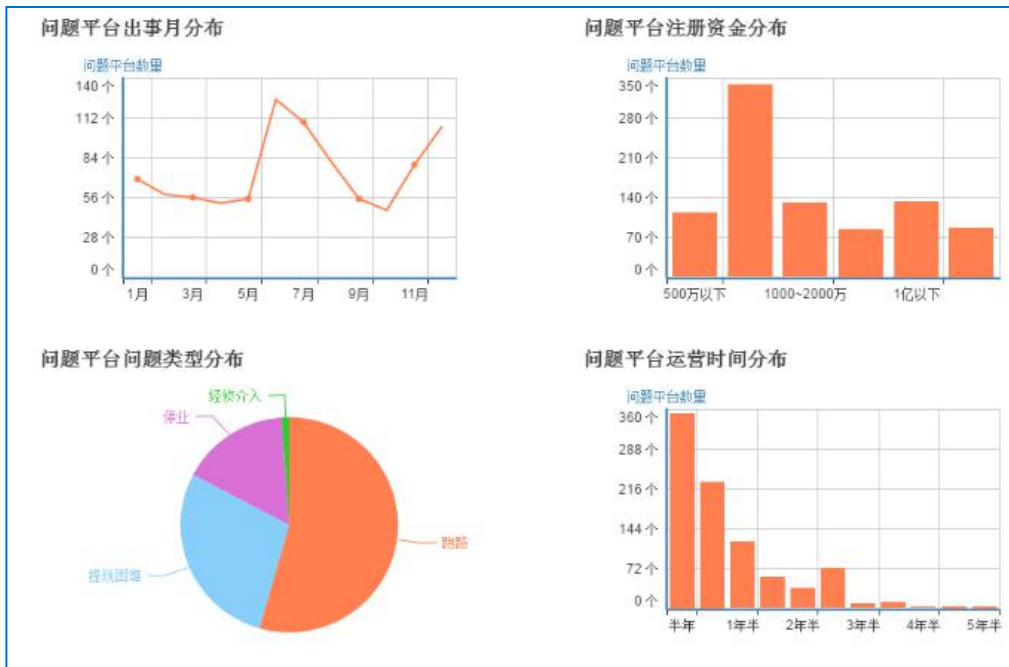 问题平台出事月分布
问题平台数量
140 个
112 个
84 个
56 个
28 个
0 个
1月 3月 5月 7月 9月 11月
问题平台注册资金分布
问题平台数量
350 个
280 个
210 个
140 个
70 个
0 个
500万以下 1000~2000万 1亿以下
问题平台问题类型分布
经侦介入
停业
提现困难
跑路
问题平台运营时间分布
问题平台数量
360 个
288 个
216 个
144 个
72 个
0 个
半年 1年半 2年半 3年半 4年半 5年半